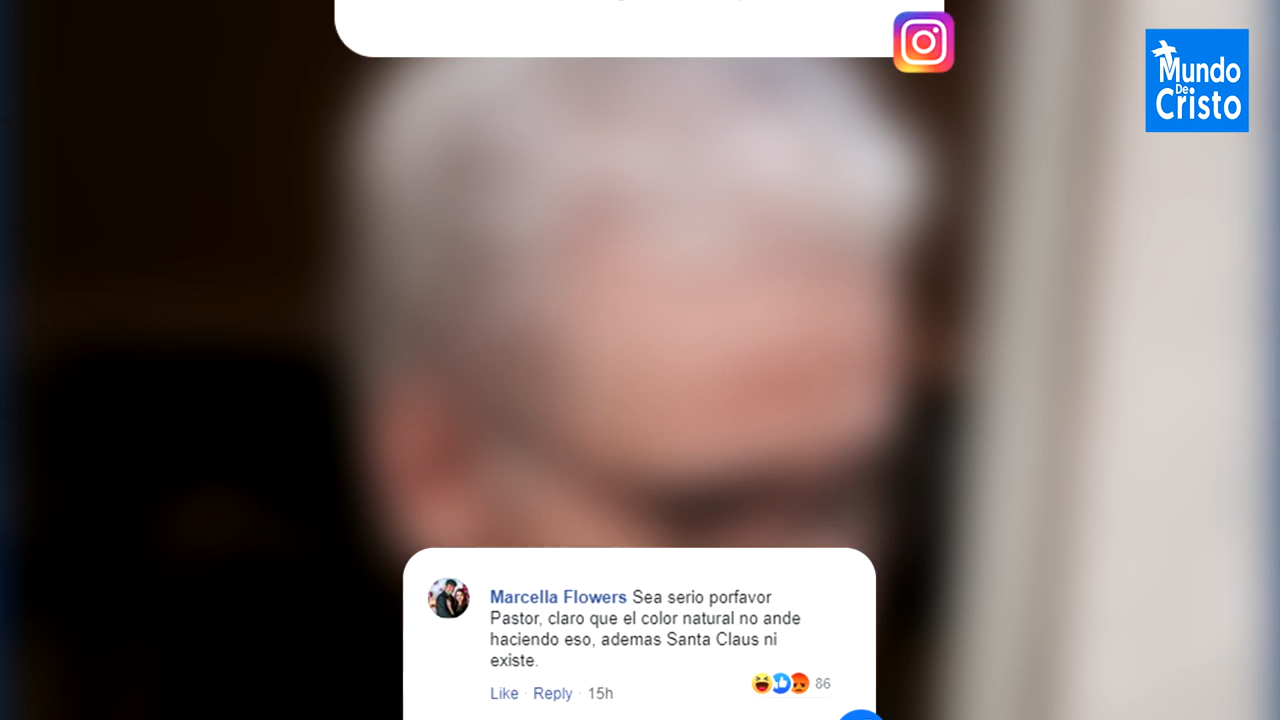 Mundo
De
Cristo
Marcella Flowers Sea serio porfavor
Pastor, claro que el color natural no ande
haciendo eso, ademas Santa Claus ni
existe.
86
Like · Reply · 15h